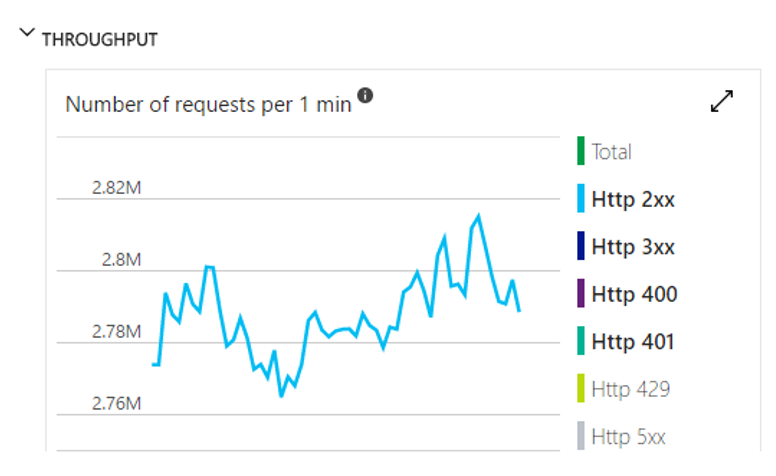 THROUGHPUT
Number of requests per 1 min
2.82M
2.8M
2.78M
2.76M
Total
Http 2xx
Http 3xx
Http 400
Http 401
Http 429
Http 5xx